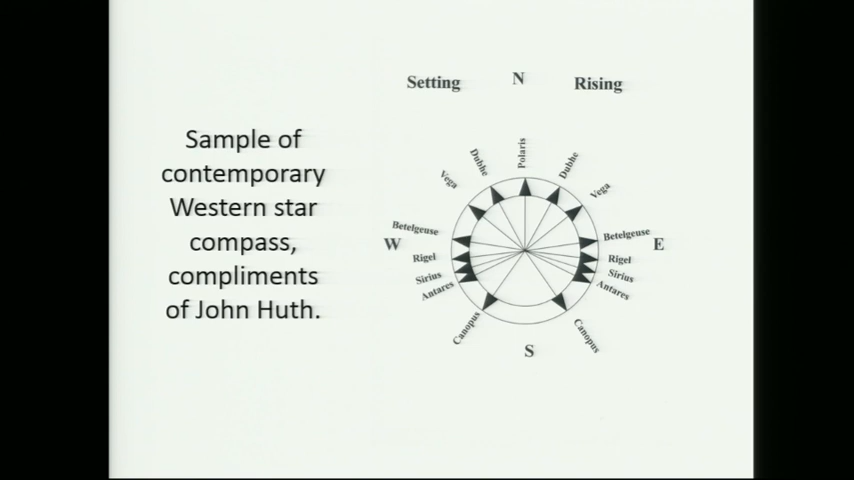 Sample of
contemporary
Western star
compass,
compliments
of John Huth.
Setting
N
Rising
Polaris
Dubhe
Dubhe
Vega
Vega
Betelgeuse
Betelgeuse
W
E
Rigel
Rigel
Sirius
Sirius
Antares
Antares
Canopus
Canopus
S